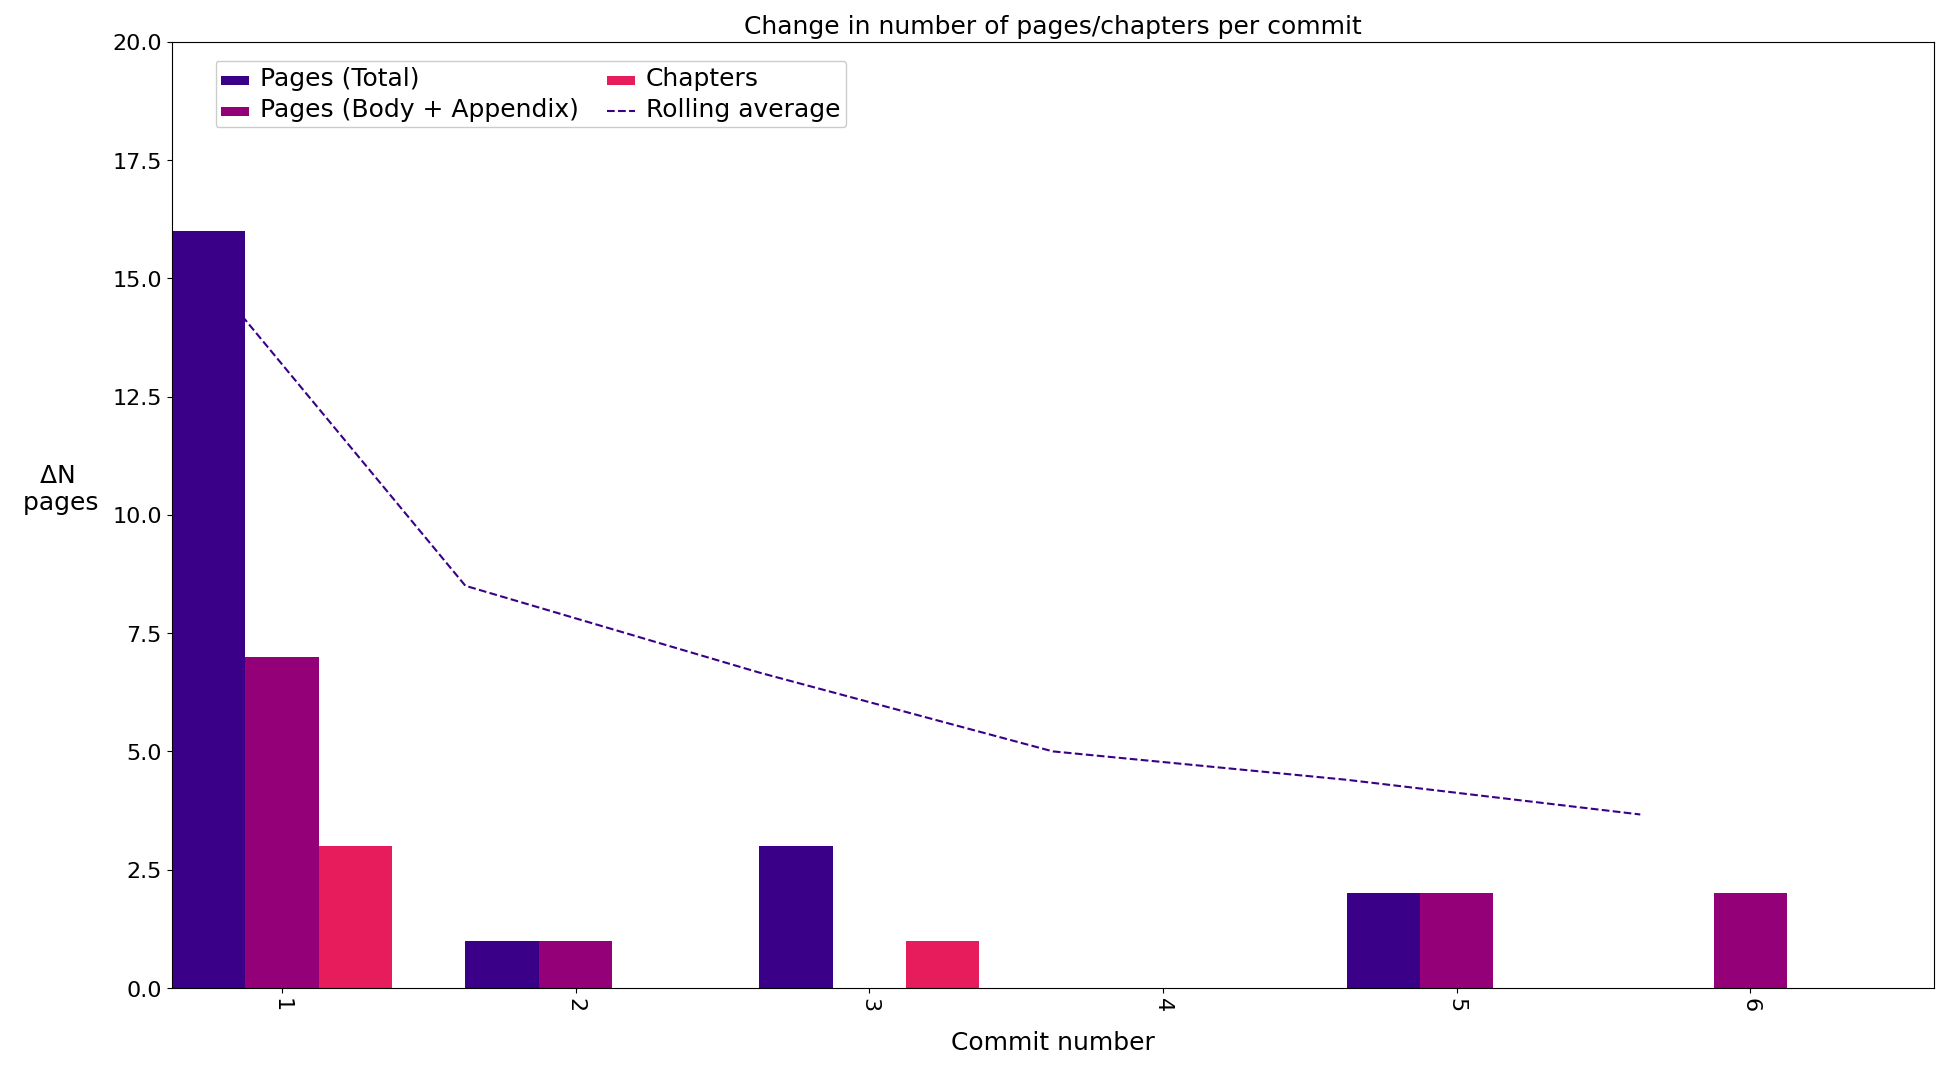 Change in number of pages/chapters per commit
Pages (Total)
Pages (Body + Appendix)
Chapters
Rolling average
20.0
17.5
15.0
12.5
10.0
7.5
5.0
2.5
0.0
ΔN
pages
1
2
3
4
5
6
Commit number